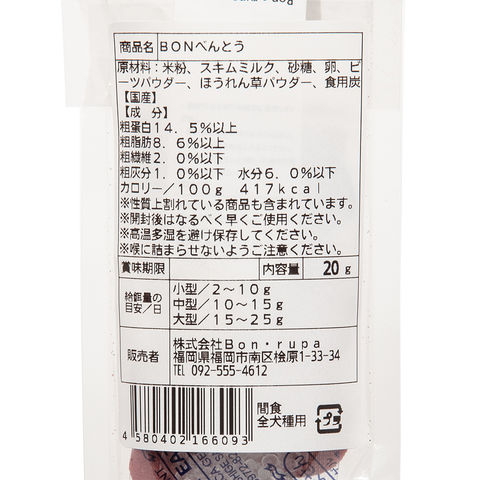 商品名 BONべんとう
原材料：米粉、スキムミルク、砂糖、卵、ビ
ーツパウダー、ほうれん草パウダー、食用炭
【国産】
【成　分】
粗蛋白14．5％以上
粗脂肪8．6％以上
粗繊維2．0％以下
粗灰分1．0％以下　水分6．0％以下
カロリー／100g　417kcal
※性質上割れている商品も含まれています。
※開封後はなるべく早くご使用ください。
※高温多湿を避け保存してください。
※喉に詰まらせないようご注意ください。
賞味期限　内容量 20g
給餌量の目安／日
小型／2～10g
中型／10～15g
大型／15～25g
販売者
株式会社Bon・rupa
福岡県福岡市南区桧原1-33-34
TEL 092-555-4612
間食
全犬種用
プラ
4 580402 166093